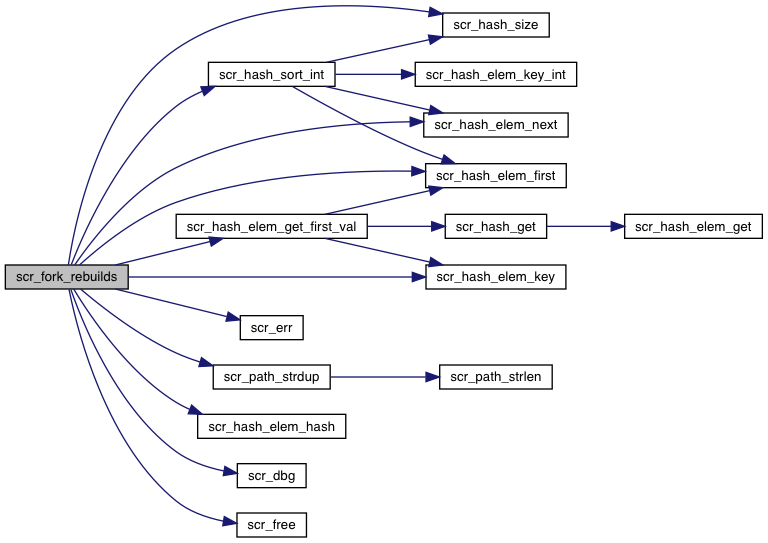 scr_hash_size
scr_hash_sort_int
scr_hash_elem_key_int
scr_hash_elem_next
scr_hash_elem_first
scr_hash_elem_get_first_val
scr_hash_get
scr_hash_elem_get
scr_fork_rebuilds
scr_hash_elem_key
scr_err
scr_path_strdup
scr_path_strlen
scr_hash_elem_hash
scr_dbg
scr_free